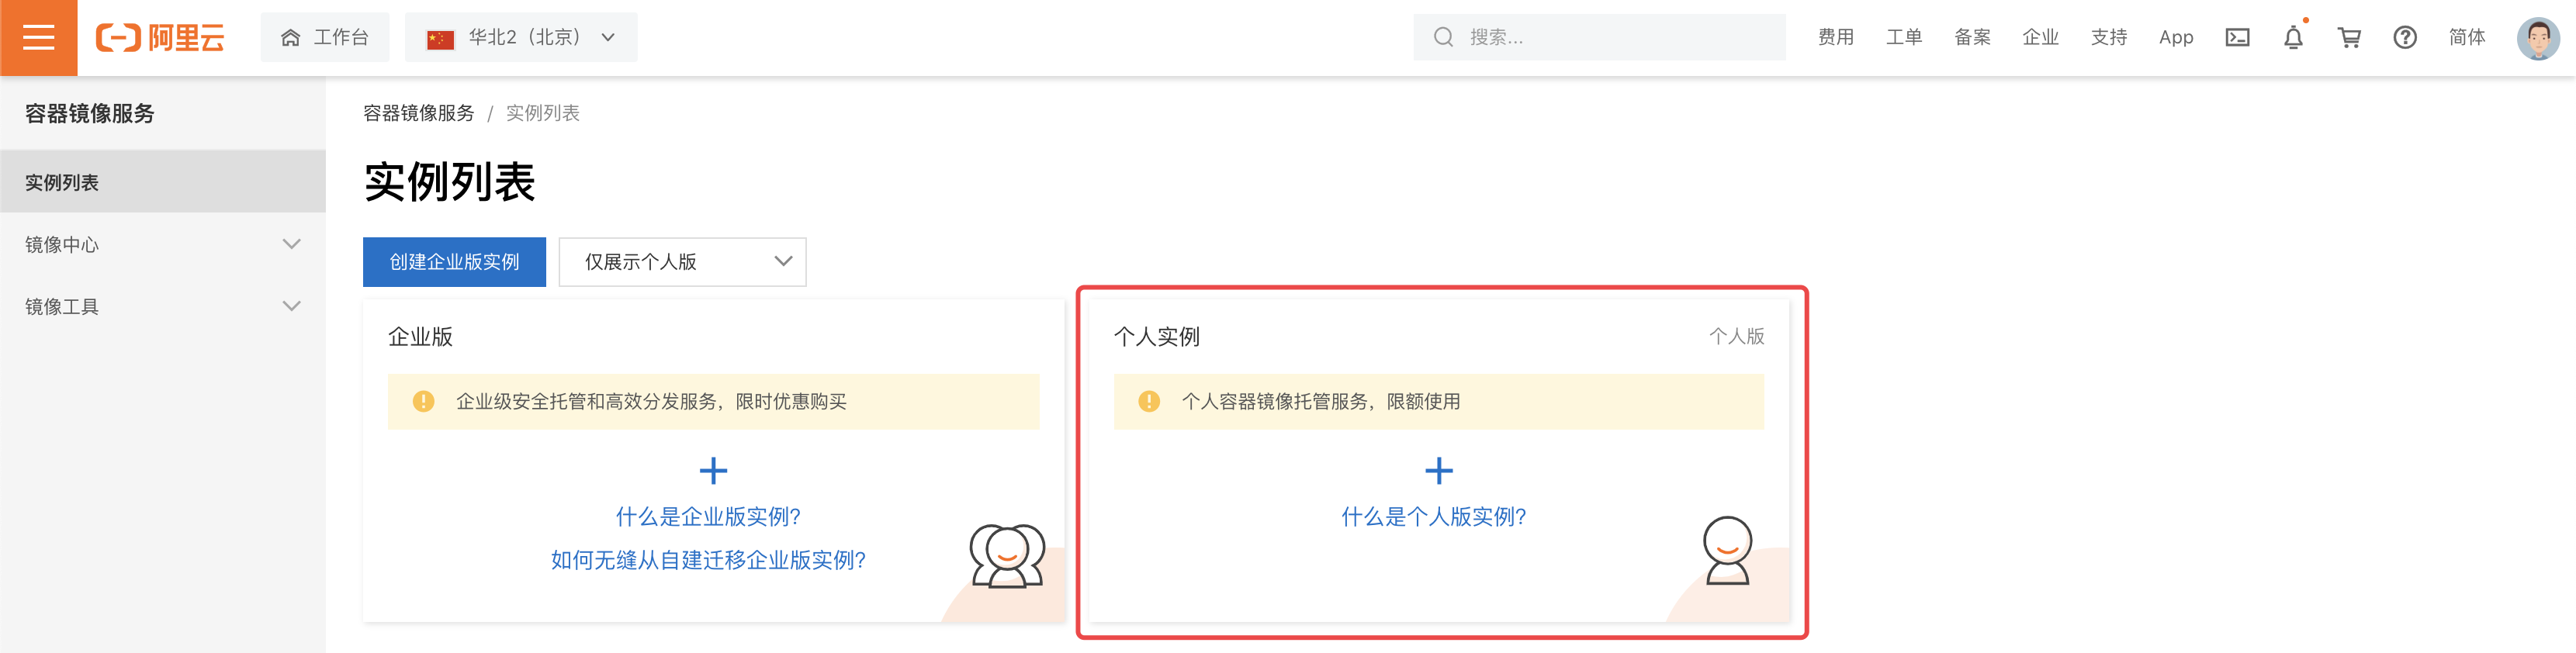 阿里云 工作台 华北2（北京） 搜索... 费用 工单 备案 企业 支持 App 简体
容器镜像服务
实例列表
镜像中心
镜像工具
容器镜像服务 / 实例列表
实例列表
创建企业版实例 仅展示个人版
企业版
企业级安全托管和高效分发服务，限时优惠购买
什么是企业版实例?
如何无缝从自建迁移企业版实例?
个人实例 个人版
个人容器镜像托管服务，限额使用
什么是个人版实例?